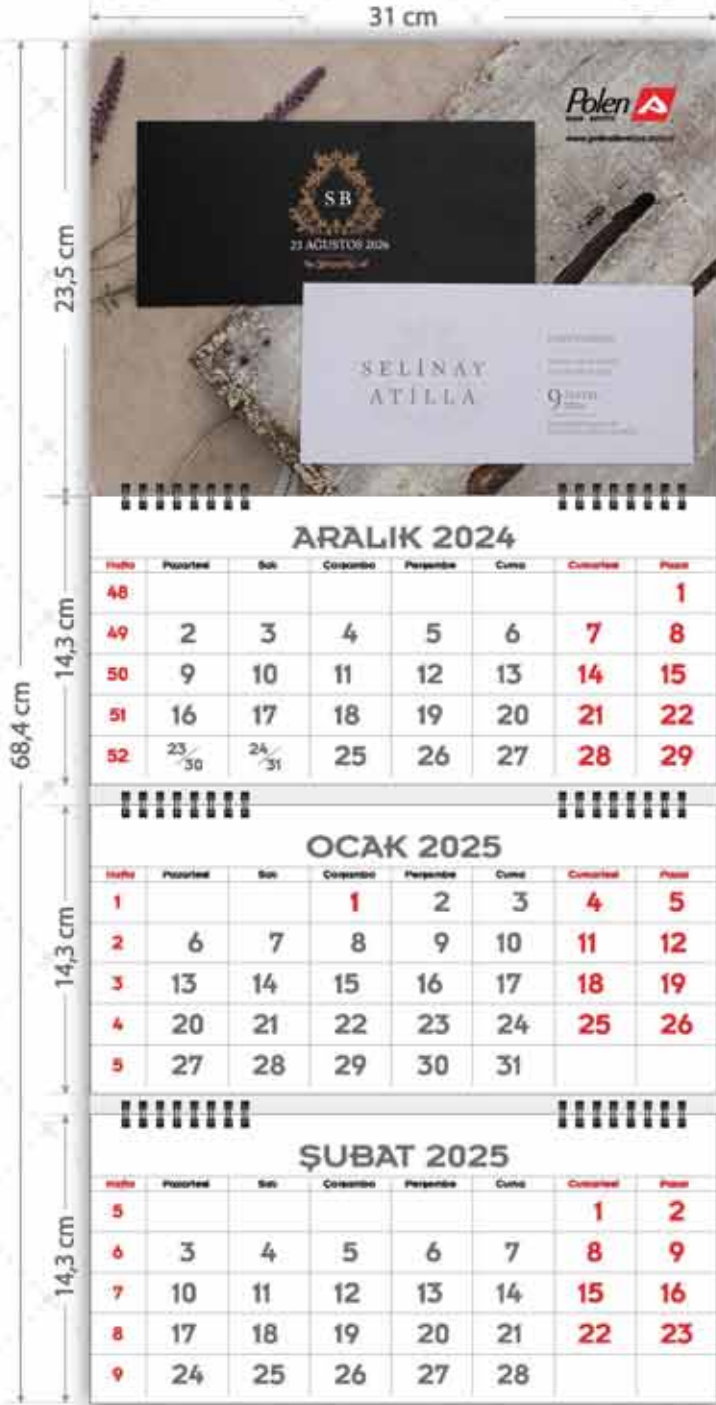 31 cm
68,4 cm
23,5 cm
Polen
SB
23 AĞUSTOS 2026
SELİNAY
ATİLLA
9
14,3 cm
ARALIK 2024
Hafta Pazartesi Salı Çarşamba Perşembe Cuma Cumartesi Pazar
48 1
49 2 3 4 5 6 7 8
50 9 10 11 12 13 14 15
51 16 17 18 19 20 21 22
52 23/30 24/31 25 26 27 28 29
14,3 cm
OCAK 2025
Hafta Pazartesi Salı Çarşamba Perşembe Cuma Cumartesi Pazar
1 1 2 3 4 5
2 6 7 8 9 10 11 12
3 13 14 15 16 17 18 19
4 20 21 22 23 24 25 26
5 27 28 29 30 31
14,3 cm
ŞUBAT 2025
Hafta Pazartesi Salı Çarşamba Perşembe Cuma Cumartesi Pazar
5 1 2
6 3 4 5 6 7 8 9
7 10 11 12 13 14 15 16
8 17 18 19 20 21 22 23
9 24 25 26 27 28